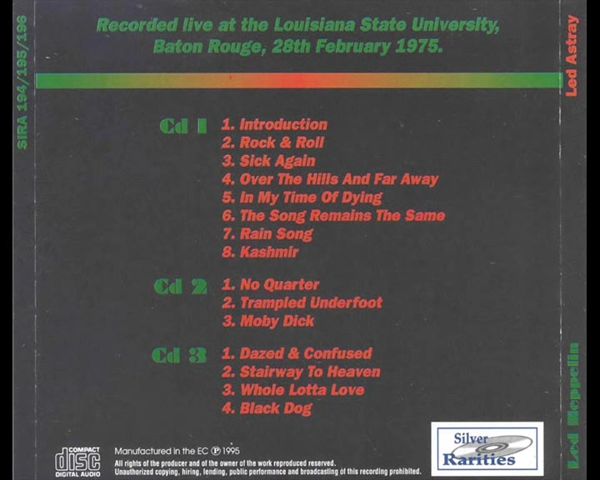 Recorded live at the Louisiana State University,
Baton Rouge, 28th February 1975.
SIRA 194/195/196
Led Astray
Cd 1
1. Introduction
2. Rock & Roll
3. Sick Again
4. Over The Hills And Far Away
5. In My Time Of Dying
6. The Song Remains The Same
7. Rain Song
8. Kashmir
Cd 2
1. No Quarter
2. Trampled Underfoot
3. Moby Dick
Cd 3
1. Dazed & Confused
2. Stairway To Heaven
3. Whole Lotta Love
4. Black Dog
Led Zeppelin
COMPACT
disc
DIGITAL AUDIO
Manufactured in the EC ℗ 1995
All rights of the producer and of the owner of the work reproduced reserved.
Unauthorized copying, hiring, lending, public performance and broadcasting of this recording prohibited.
Silver
Rarities